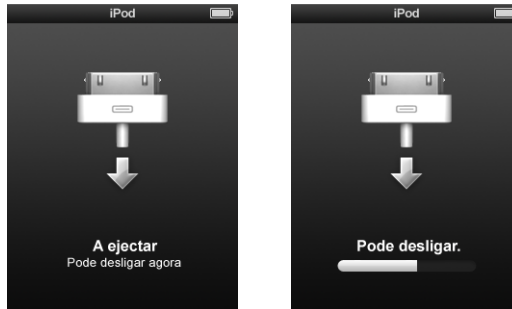 iPod
A ejectar
Pode desligar agora
iPod
Pode desligar.